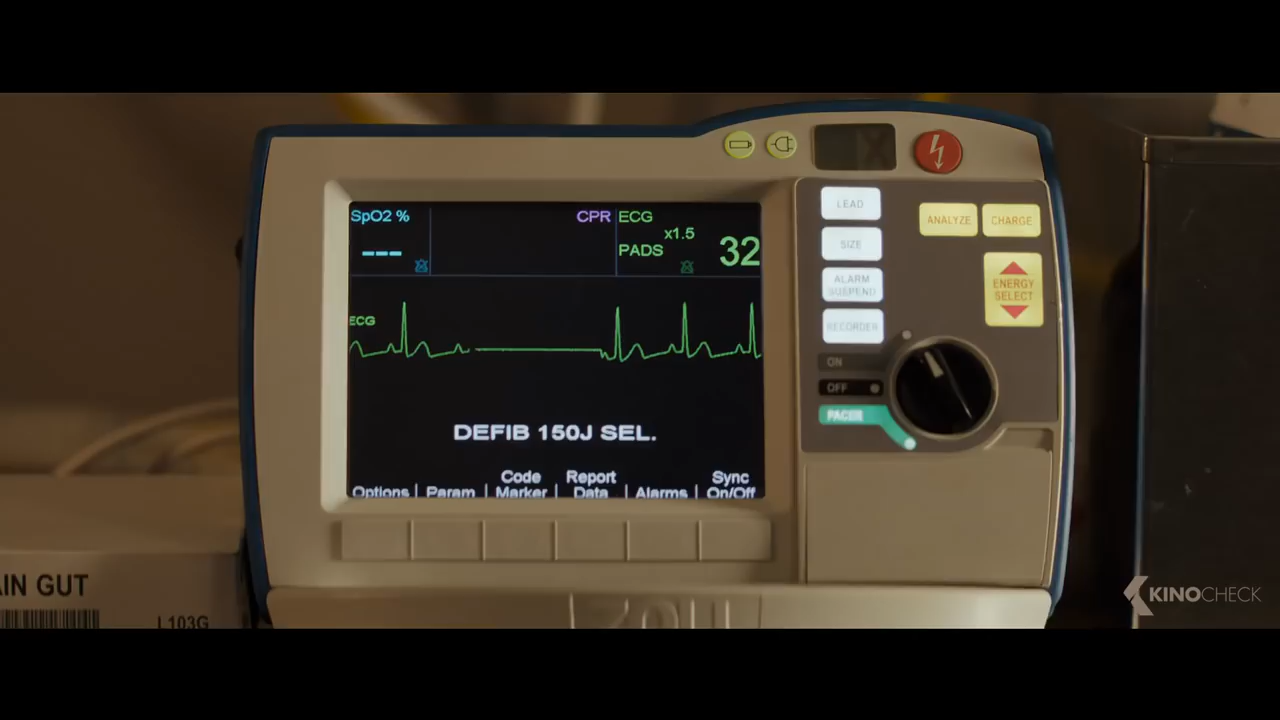 SpO2 %
---
CPR
ECG
x1.5
PADS
32
ECG
DEFIB 150J SEL.
Options
Param
Code
Marker
Report
Data
Alarms
Sync
On/Off
LEAD
SIZE
ALARM
SUSPEND
RECORDER
ANALYZE
CHARGE
ENERGY
SELECT
ON
OFF
PACER
AIN GUT
L103G
ZOLL
KINOCHECK